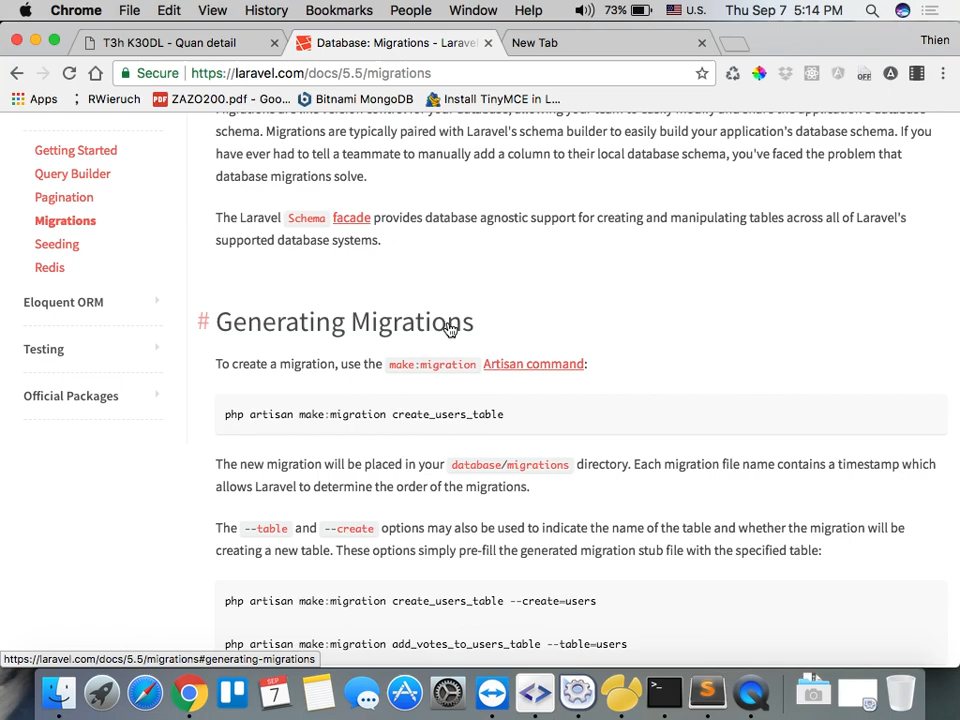 Chrome File Edit View History Bookmarks People Window Help 73% U.S. Thu Sep 7 5:14 PM
T3h K30DL - Quan detail
Database: Migrations - Laravel
New Tab
Thien
Secure https://laravel.com/docs/5.5/migrations
OFF
Apps RWieruch ZAZO200.pdf - Goo... Bitnami MongoDB Install TinyMCE in L...
Getting Started
Query Builder
Pagination
Migrations
Seeding
Redis
Eloquent ORM
Testing
Official Packages
schema. Migrations are typically paired with Laravel's schema builder to easily build your application's database schema. If you
have ever had to tell a teammate to manually add a column to their local database schema, you've faced the problem that
database migrations solve.
The Laravel Schema facade provides database agnostic support for creating and manipulating tables across all of Laravel's
supported database systems.
# Generating Migrations
To create a migration, use the make:migration Artisan command:
php artisan make:migration create_users_table
The new migration will be placed in your database/migrations directory. Each migration file name contains a timestamp which
allows Laravel to determine the order of the migrations.
The --table and --create options may also be used to indicate the name of the table and whether the migration will be
creating a new table. These options simply pre-fill the generated migration stub file with the specified table:
php artisan make:migration create_users_table --create=users
php artisan make:migration add_votes_to_users_table --table=users
https://laravel.com/docs/5.5/migrations#generating-migrations